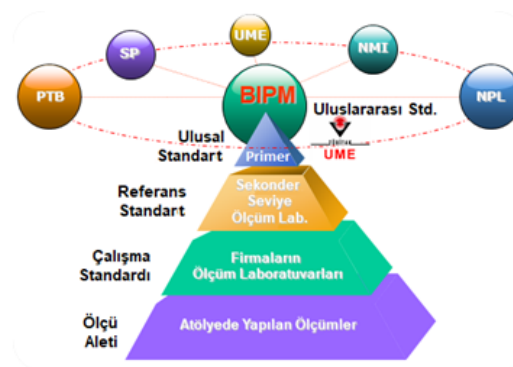 UME
SP
NMI
PTB
BIPM
NPL
Uluslararası Std.
Ulusal
Standart
Primer
UME
Referans
Standart
Sekonder
Seviye
Ölçüm Lab.
Çalışma
Standardı
Firmaların
Ölçüm Laboratuvarları
Ölçü
Aleti
Atölyede Yapılan Ölçümler